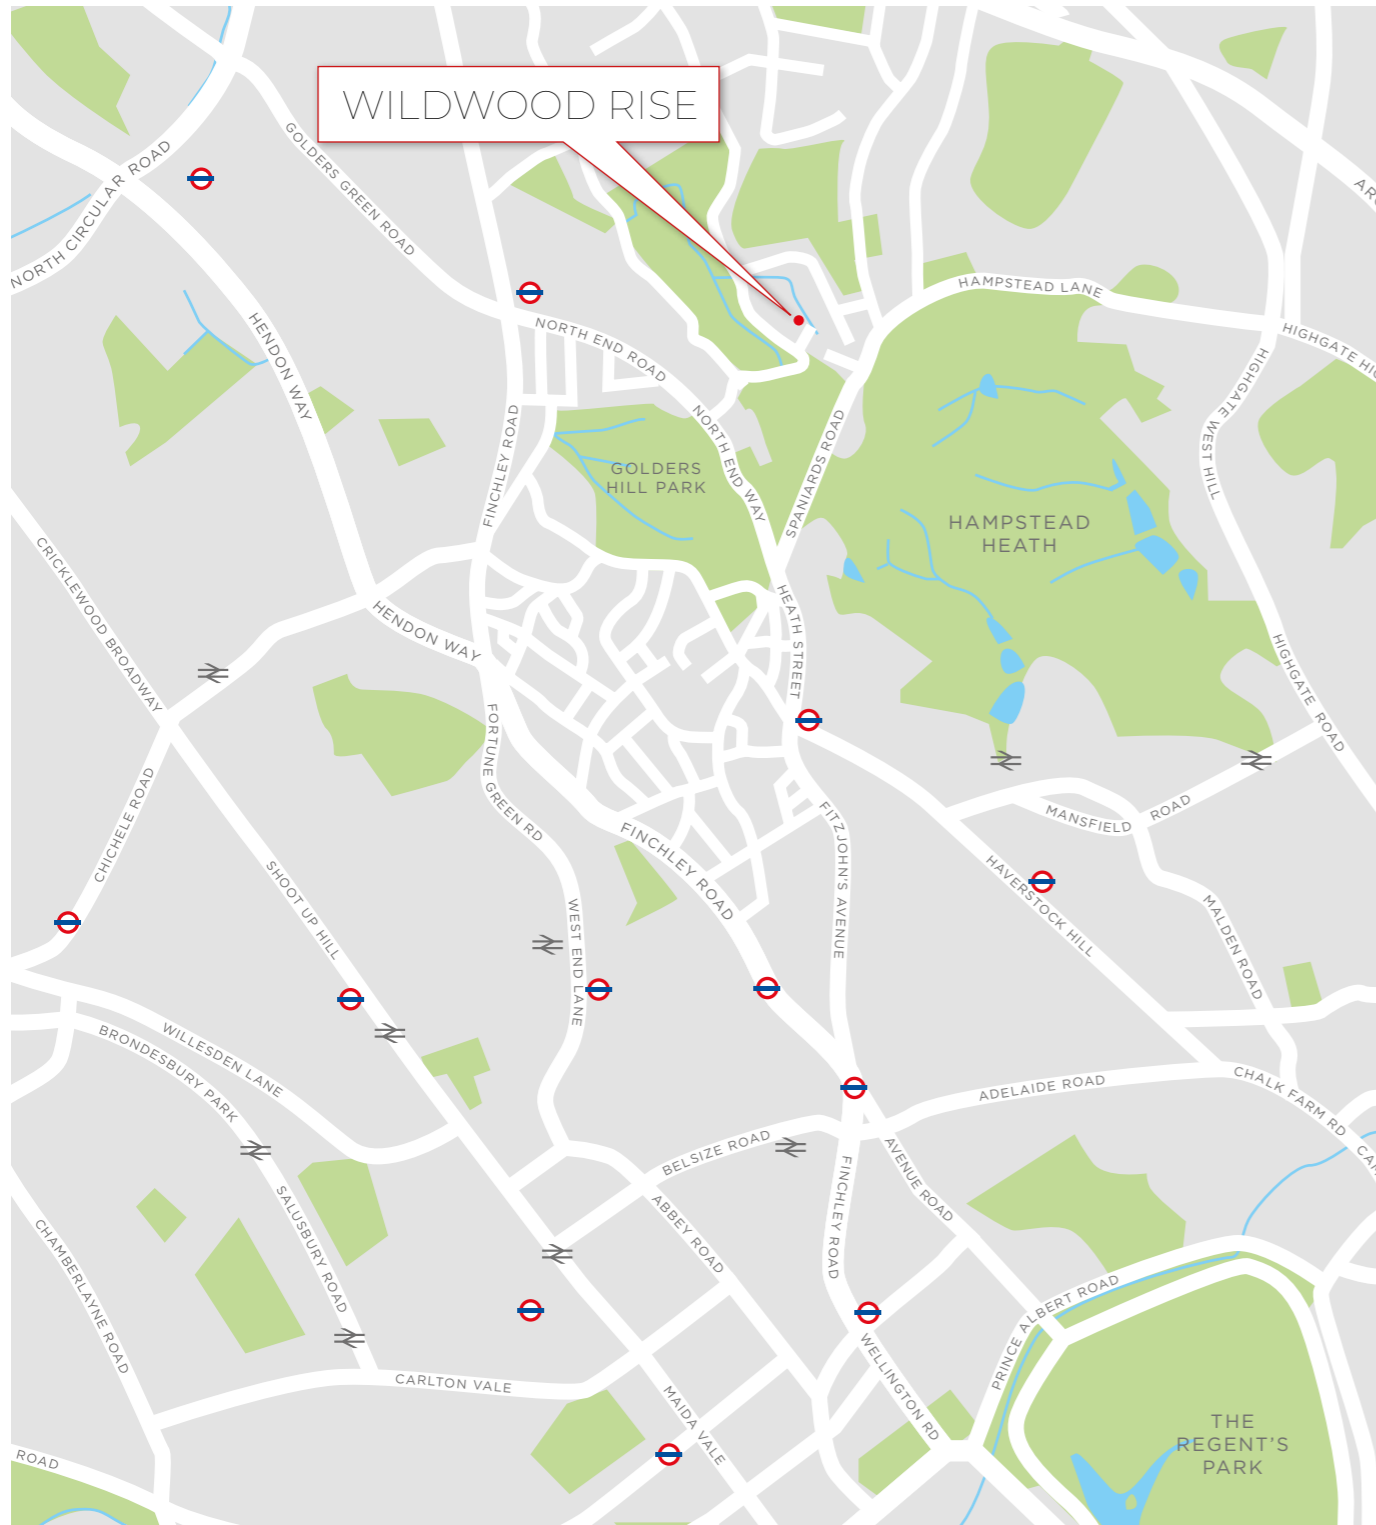 WILDWOOD RISE
NORTH CIRCULAR ROAD
GOLDERS GREEN ROAD
HENDON WAY
NORTH END ROAD
FINCHLEY ROAD
NORTH END WAY
SPANIARDS ROAD
HAMPSTEAD LANE
HIGHGATE WEST HILL
GOLDERS
HILL PARK
HAMPSTEAD
HEATH
CRICKLEWOOD BROADWAY
HENDON WAY
HEATH STREET
HIGHGATE ROAD
FORTUNE GREEN RD
CHICHELE ROAD
SHOOT UP HILL
FINCHLEY ROAD
FITZJOHN'S AVENUE
MANSFIELD ROAD
HAVERSTOCK HILL
MALDEN ROAD
WEST END LANE
WILLESDEN LANE
BRONDESBURY PARK
ADELAIDE ROAD
CHALK FARM RD
BELSIZE ROAD
AVENUE ROAD
FINCHLEY ROAD
ABBEY ROAD
SALUSBURY ROAD
CHAMBERLAYNE ROAD
PRINCE ALBERT ROAD
CARLTON VALE
WELLINGTON RD
MAIDA VALE
THE
REGENT'S
PARK
ROAD